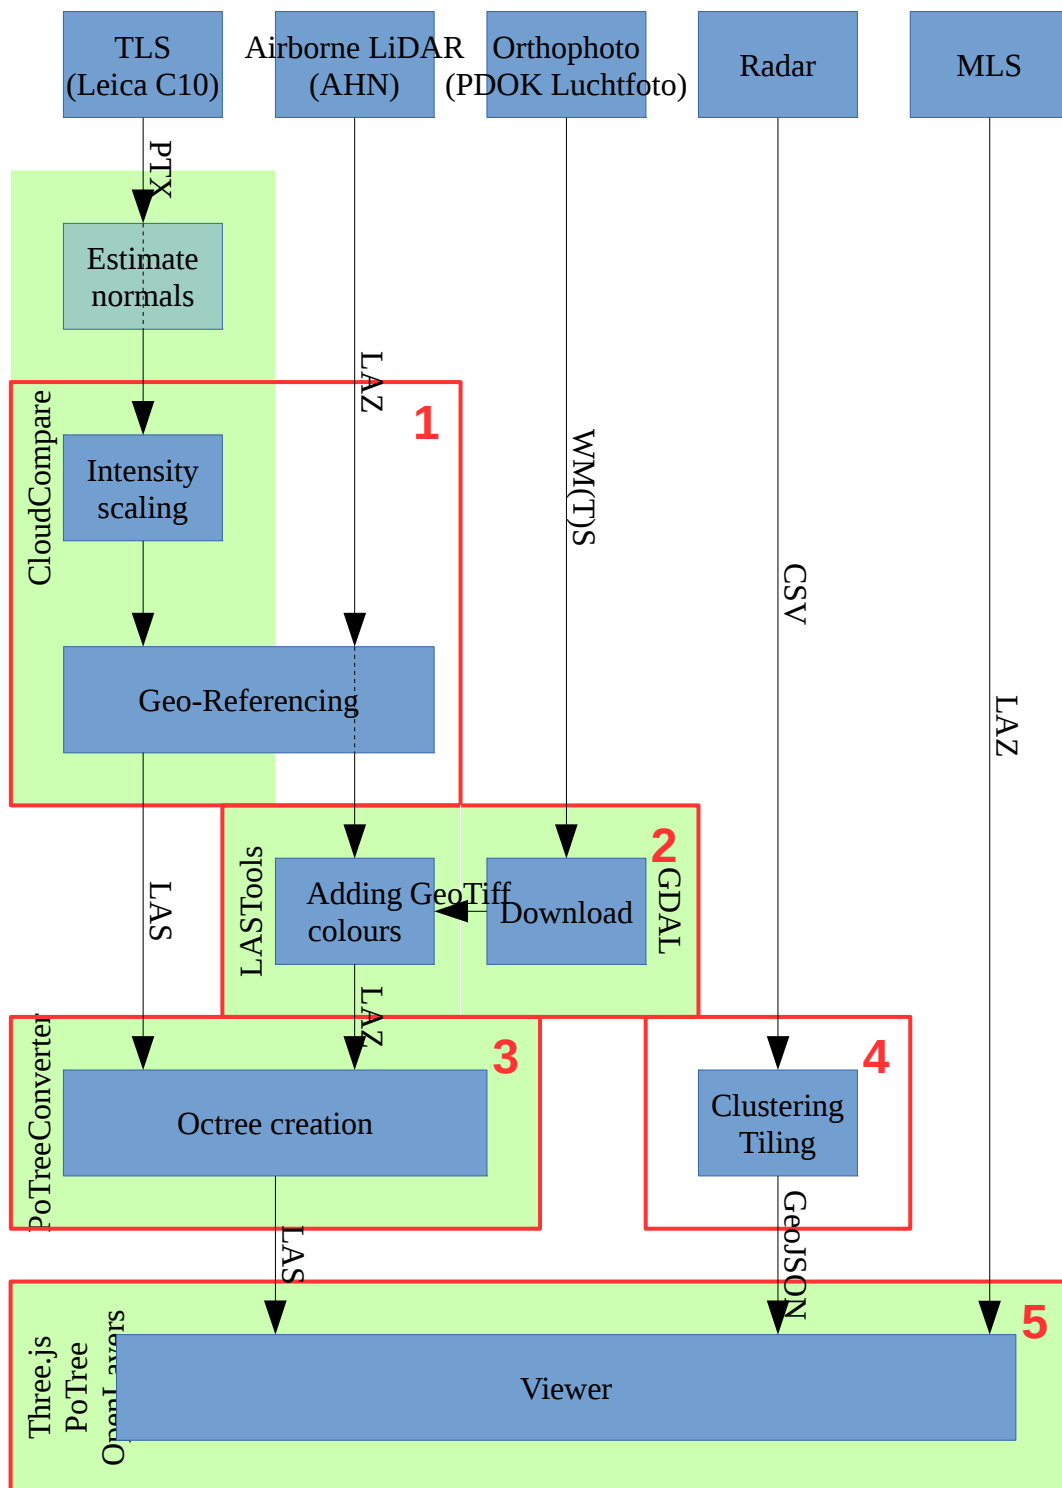 TLS
(Leica C10)
Airborne LiDAR
(AHN)
Orthophoto
(PDOK Luchtfoto)
Radar
MLS
PTX
Estimate
normals
LAZ
1
CloudCompare
Intensity
scaling
WM(T)S
CSV
Geo-Referencing
LAZ
2
LAS
LASTools
Adding
colours
GeoTiff
Download
GDAL
LAZ
3
4
PoTreeConverter
Octree creation
Clustering
Tiling
LAS
GeoJSON
5
Three.js
PoTree
OpenLayers
Viewer